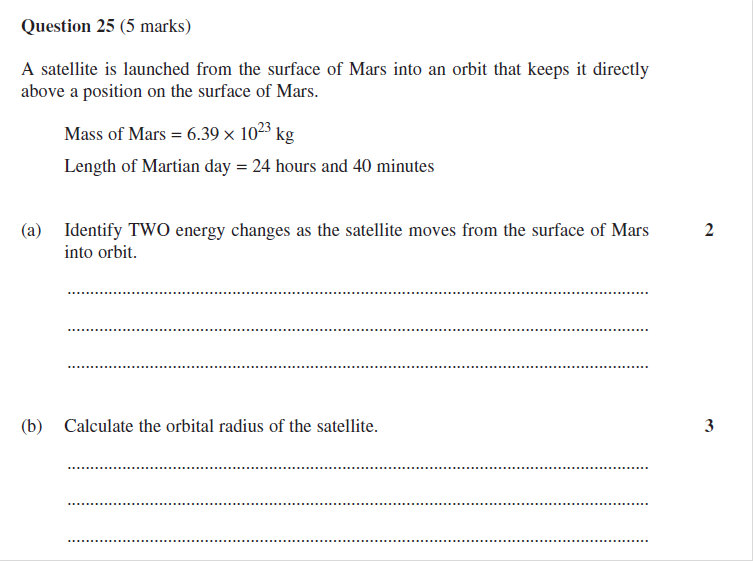 Question 25 (5 marks)
A satellite is launched from the surface of Mars into an orbit that keeps it directly
above a position on the surface of Mars.
Mass of Mars = 6.39 × 10²³ kg
Length of Martian day = 24 hours and 40 minutes
(a) Identify TWO energy changes as the satellite moves from the surface of Mars 2
into orbit.
................................................................................
................................................................................
................................................................................
(b) Calculate the orbital radius of the satellite. 3
................................................................................
................................................................................
................................................................................